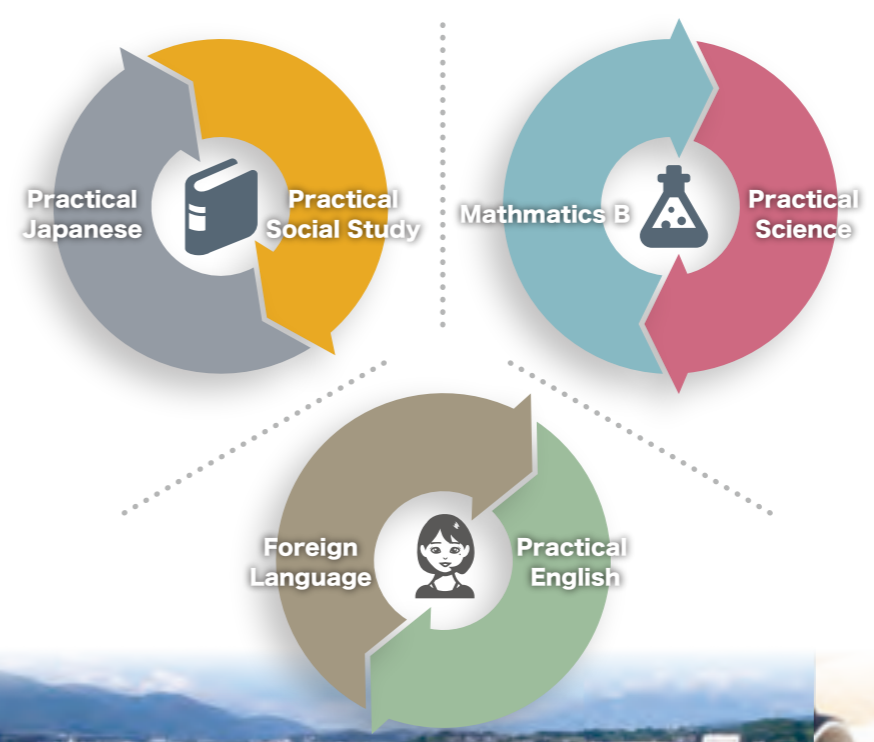 Practical
Japanese
Practical
Social Study
Mathmatics B
Practical
Science
Foreign
Language
Practical
English